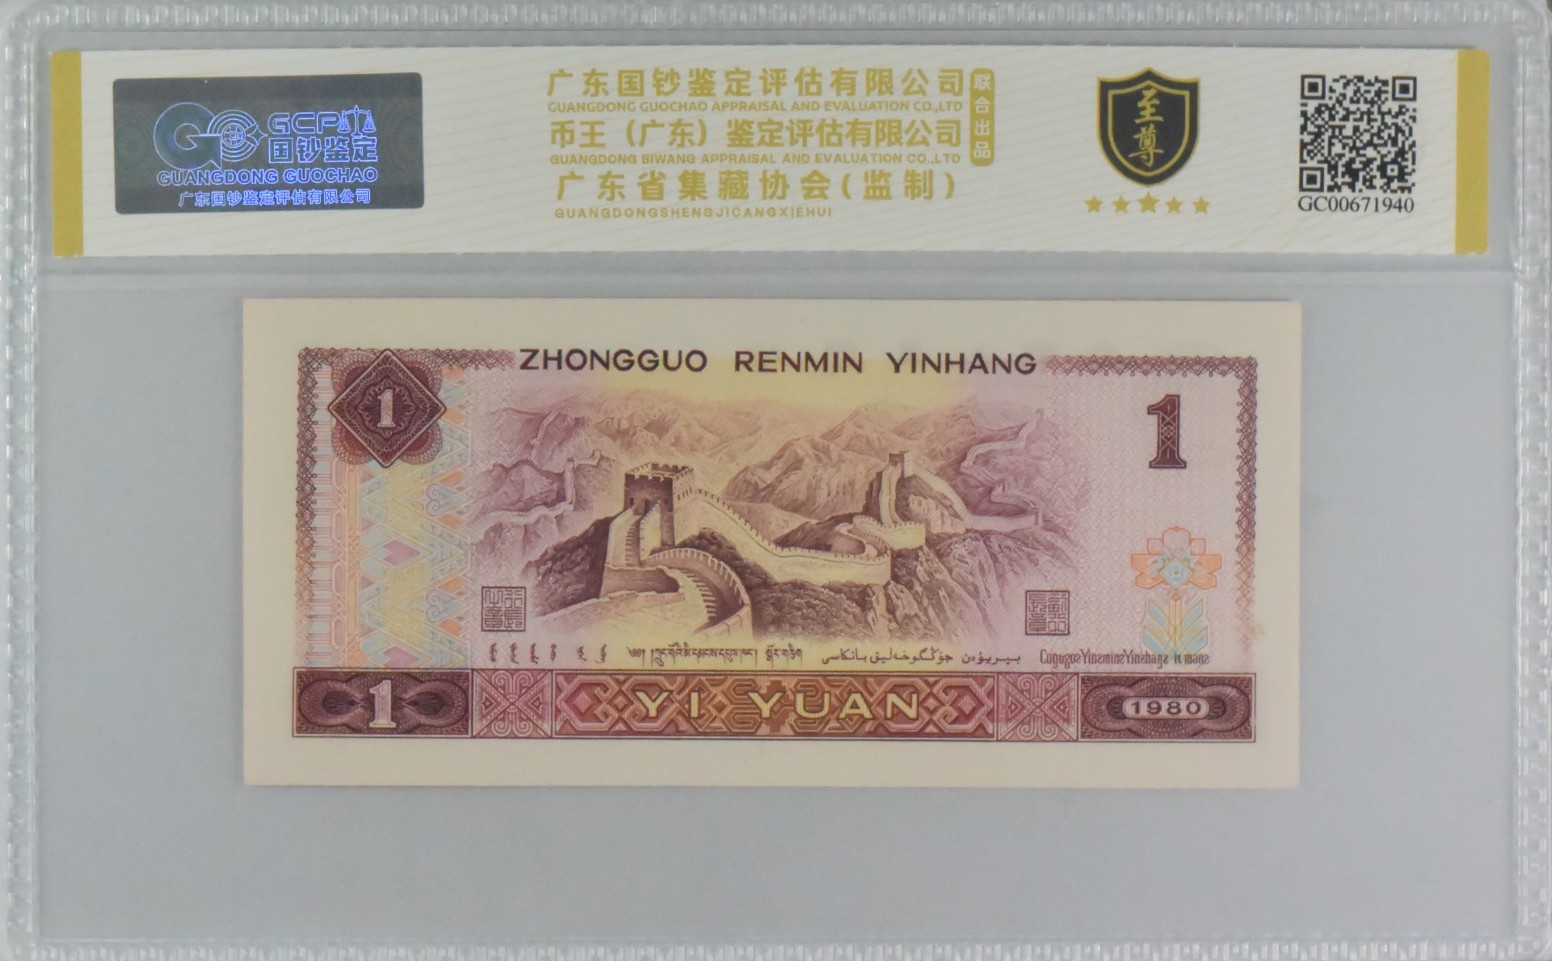 GCP
国钞鉴定
GUANGDONG GUOCHAO
广东国钞鉴定评估有限公司
广东国钞鉴定评估有限公司
GUANGDONG GUOCHAO APPRAISAL AND EVALUATION CO.,LTD
币王（广东）鉴定评估有限公司
GUANGDONG BIWANG APPRAISAL AND EVALUATION CO.,LTD
广东省集藏协会(监制)
GUANGDONGSHENGJICANGXIEHUI
联合出品
至尊
GC00671940
ZHONGGUO RENMIN YINHANG
1
1
1
YI YUAN
1980